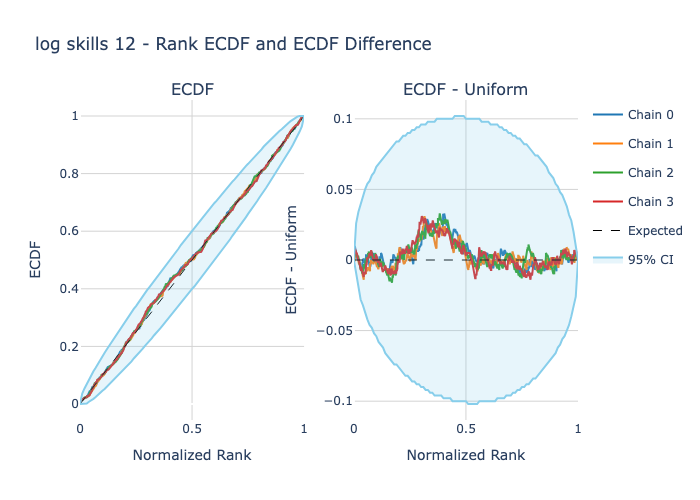 log skills 12 - Rank ECDF and ECDF Difference
ECDF
ECDF - Uniform
ECDF
1
0.8
0.6
0.4
0.2
0
0
0.5
1
Normalized Rank
ECDF - Uniform
0.1
0.05
0
−0.05
−0.1
0
0.5
1
Normalized Rank
Chain 0
Chain 1
Chain 2
Chain 3
Expected
95% CI